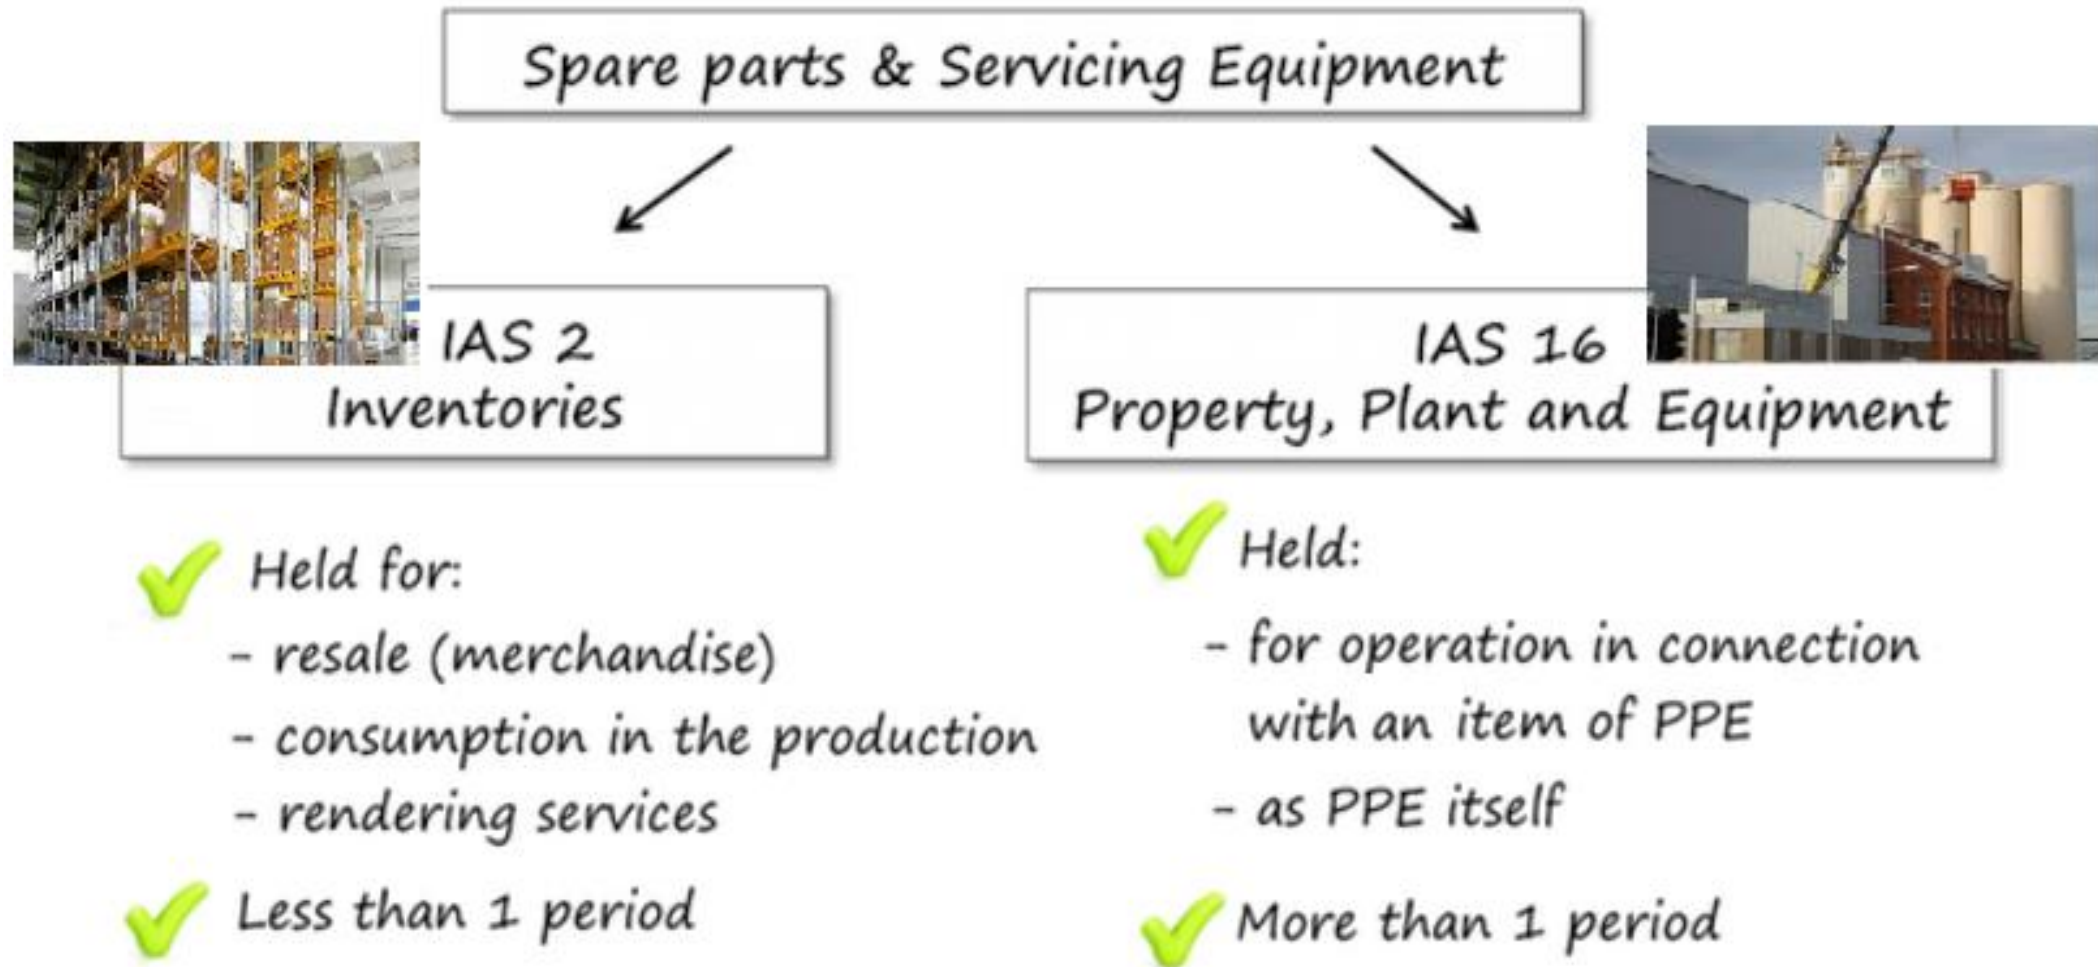 Spare parts & Servicing Equipment
IAS 2
Inventories
IAS 16
Property, Plant and Equipment
Held for:
- resale (merchandise)
- consumption in the production
- rendering services
Less than 1 period
Held:
- for operation in connection
with an item of PPE
- as PPE itself
More than 1 period